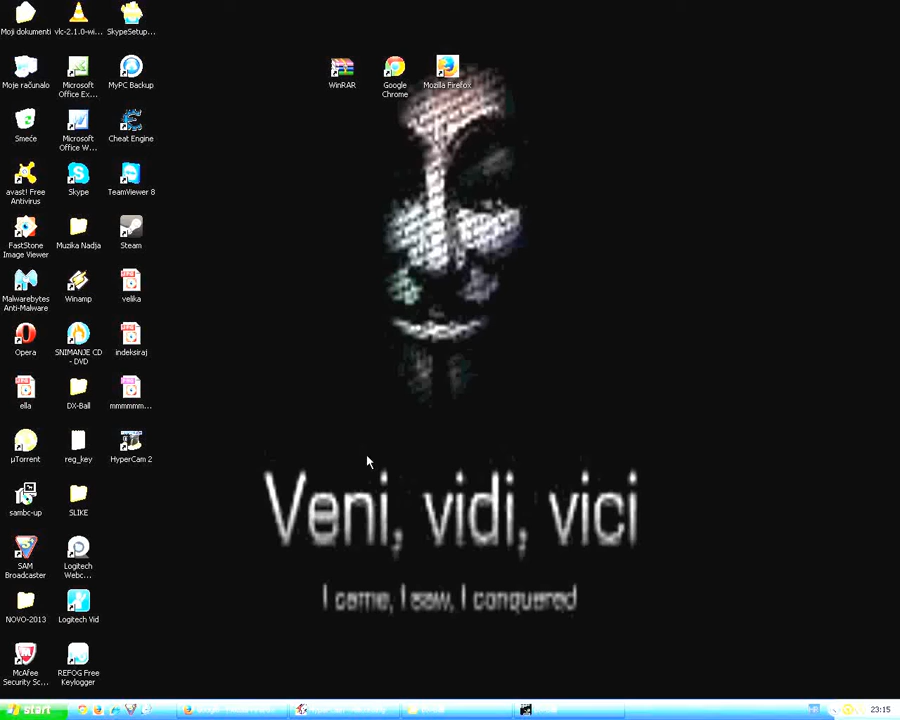 Moji dokumenti
vlc-2.1.0-wi...
SkypeSetup...
Moje računalo
Microsoft
Office Ex...
MyPC Backup
WinRAR
Google
Chrome
Mozilla Firefox
Smeće
Microsoft
Office W...
Cheat Engine
avast! Free
Antivirus
Skype
TeamViewer 8
FastStone
Image Viewer
Muzika Nadja
Steam
Malwarebytes
Anti-Malware
Winamp
velika
Opera
SNIMANJE CD
- DVD
indeksiraj
ella
DX-Ball
mmmmmm...
µTorrent
reg_key
HyperCam 2
sambc-up
SLIKE
SAM
Broadcaster
Logitech
Webc...
NOVO-2013
Logitech Vid
McAfee
Security Sc...
REFOG Free
Keylogger
Veni, vidi, vici
I came, I saw, I conquered
start
23:15